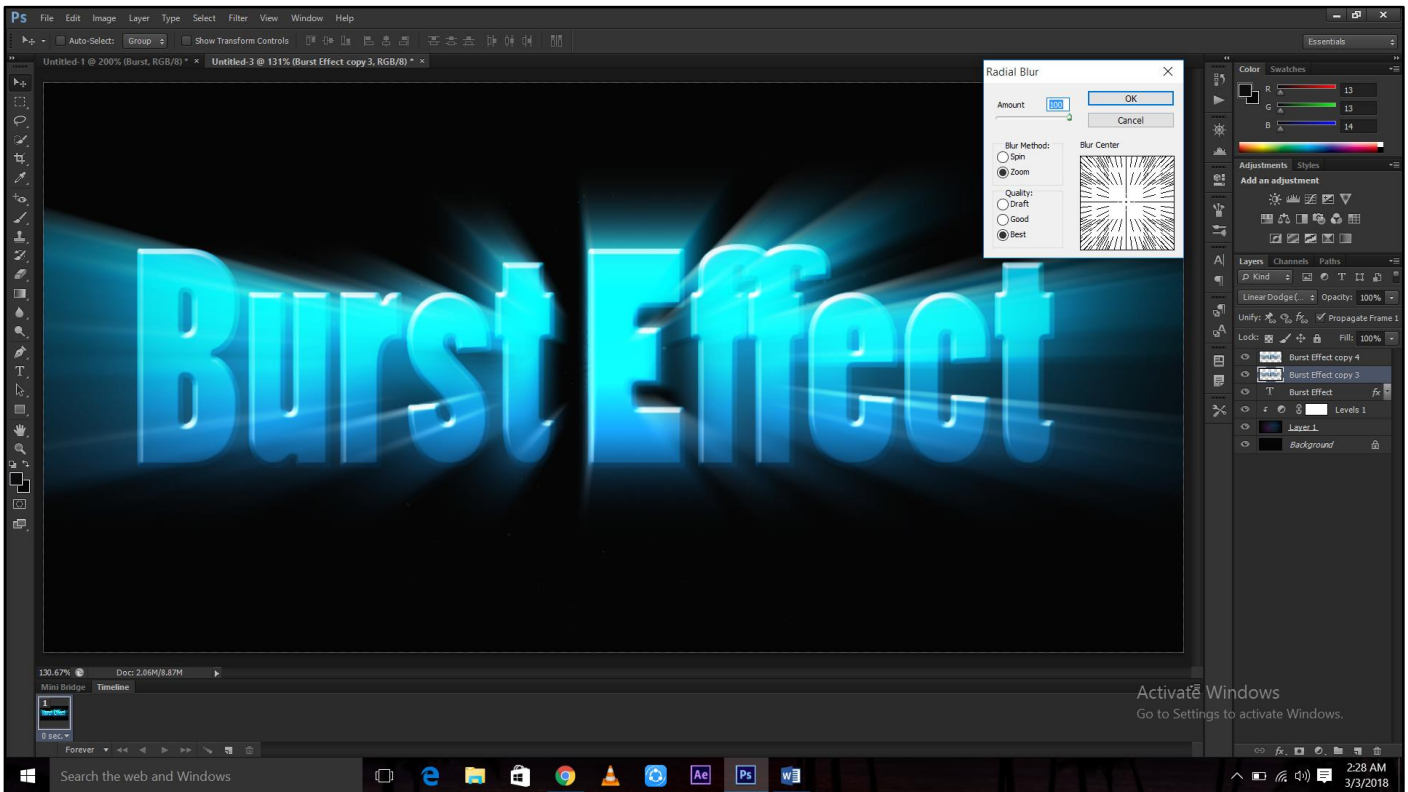 Ps File Edit Image Layer Type Select Filter View Window Help
Auto-Select: Group Show Transform Controls Essentials
Untitled-1 @ 200% (Burst, RGB/8) * × Untitled-3 @ 131% (Burst Effect copy 3, RGB/8) * ×
Radial Blur
Amount 100 OK
Cancel
Blur Method: Blur Center
Spin
Zoom
Quality:
Draft
Good
Best
Burst Effect
Color Swatches
R 13
G 13
B 14
Adjustments Styles
Add an adjustment
Layers Channels Paths
Kind
Linear Dodge (... Opacity: 100%
Unify: Propagate Frame 1
Lock: Fill: 100%
Burst Effect copy 4
Burst Effect copy 3
T Burst Effect fx
Levels 1
Layer 1
Background
130.67% Doc: 2.06M/8.87M
Mini Bridge Timeline
1
0 sec.
Forever
Activate Windows
Go to Settings to activate Windows.
Search the web and Windows
Ae Ps
2:28 AM
3/3/2018